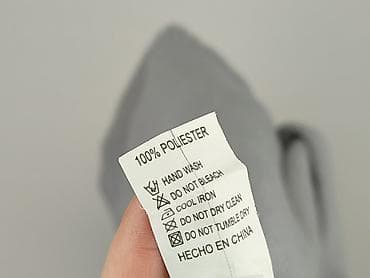 100% POLIESTER
HAND WASH
DO NOT BLEACH
COOL IRON
DO NOT DRY CLEAN
DO NOT TUMBLE DRY
HECHO EN CHINA